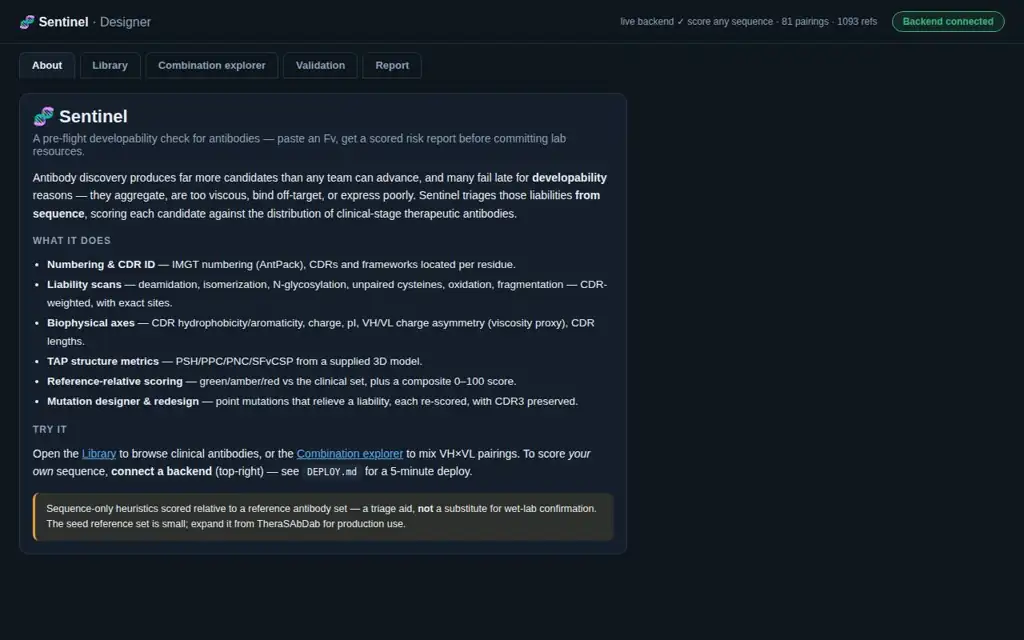 🧬 Sentinel · Designer
live backend ✓ score any sequence · 81 pairings · 1093 refs
Backend connected
About
Library
Combination explorer
Validation
Report
🧬 Sentinel
A pre-flight developability check for antibodies — paste an Fv, get a scored risk report before committing lab
resources.
Antibody discovery produces far more candidates than any team can advance, and many fail late for developability
reasons — they aggregate, are too viscous, bind off-target, or express poorly. Sentinel triages those liabilities from
sequence, scoring each candidate against the distribution of clinical-stage therapeutic antibodies.
WHAT IT DOES
• Numbering & CDR ID — IMGT numbering (AntPack), CDRs and frameworks located per residue.
• Liability scans — deamidation, isomerization, N-glycosylation, unpaired cysteines, oxidation, fragmentation — CDR-
weighted, with exact sites.
• Biophysical axes — CDR hydrophobicity/aromaticity, charge, pI, VH/VL charge asymmetry (viscosity proxy), CDR
lengths.
• TAP structure metrics — PSH/PPC/PNC/SFvCSP from a supplied 3D model.
• Reference-relative scoring — green/amber/red vs the clinical set, plus a composite 0–100 score.
• Mutation designer & redesign — point mutations that relieve a liability, each re-scored, with CDR3 preserved.
TRY IT
Open the Library to browse clinical antibodies, or the Combination explorer to mix VH×VL pairings. To score your
own sequence, connect a backend (top-right) — see DEPLOY.md for a 5-minute deploy.
Sequence-only heuristics scored relative to a reference antibody set — a triage aid, not a substitute for wet-lab confirmation.
The seed reference set is small; expand it from TheraSAbDab for production use.